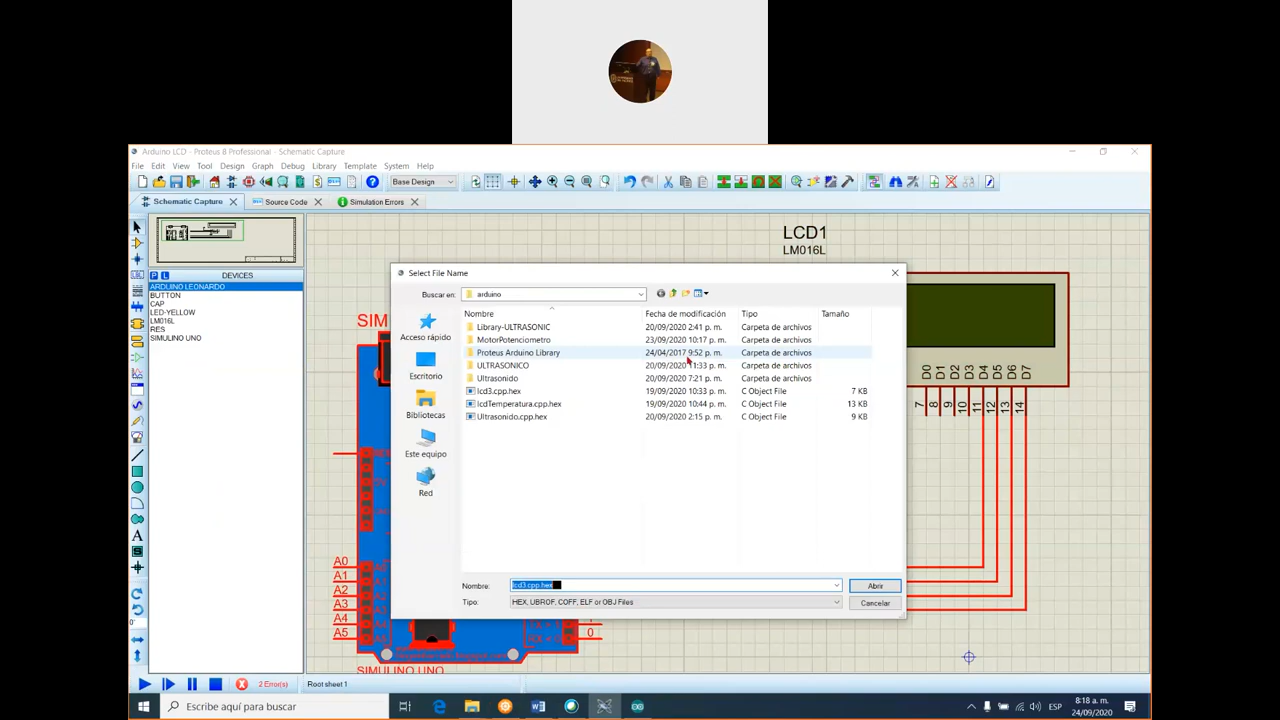 Arduino LCD - Proteus 8 Professional - Schematic Capture
File Edit View Tool Design Graph Debug Library Template System Help
Base Design
Schematic Capture
Source Code
Simulation Errors
P L DEVICES
ARDUINO LEONARDO
BUTTON
CAP
LED-YELLOW
LM016L
RES
SIMULINO UNO
LCD1
LM016L
Select File Name
Buscar en: arduino
Nombre Fecha de modificación Tipo Tamaño
Library-ULTRASONIC 20/09/2020 2:41 p. m. Carpeta de archivos
MotorPotenciometro 23/09/2020 10:17 p. m. Carpeta de archivos
Proteus Arduino Library 24/04/2017 9:52 p. m. Carpeta de archivos
ULTRASONICO 20/09/2020 11:33 p. m. Carpeta de archivos
Ultrasonido 20/09/2020 7:21 p. m. Carpeta de archivos
lcd3.cpp.hex 19/09/2020 10:33 p. m. C Object File 7 KB
lcdTemperatura.cpp.hex 19/09/2020 10:44 p. m. C Object File 13 KB
Ultrasonido.cpp.hex 20/09/2020 2:15 p. m. C Object File 9 KB
Acceso rápido
Escritorio
Bibliotecas
Este equipo
Red
Nombre: lcd3.cpp.hex
Abrir
Tipo: HEX, UBROF, COFF, ELF or OBJ Files
Cancelar
SIM
D0 D1 D2 D3 D4 D5 D6 D7
7 8 9 10 11 12 13 14
A0
A1
A2
A3
A4
A5
1
0
SIMULINO UNO
2 Error(s)
Root sheet 1
Escribe aquí para buscar
ESP
8:18 a. m.
24/09/2020